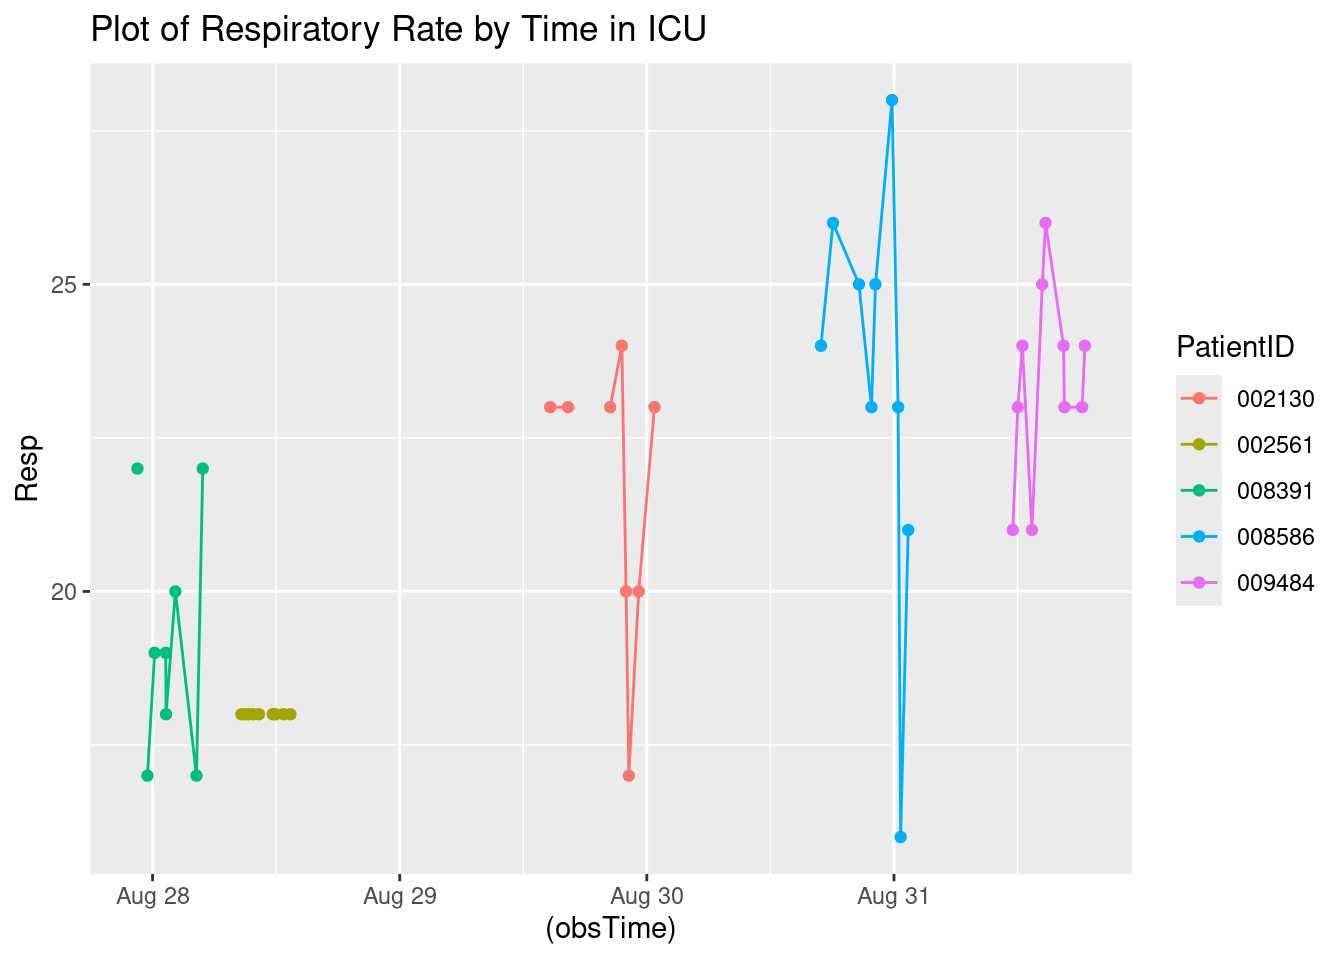 Plot of Respiratory Rate by Time in ICU
Resp
25
20
Aug 28
Aug 29
Aug 30
Aug 31
(obsTime)
PatientID
002130
002561
008391
008586
009484